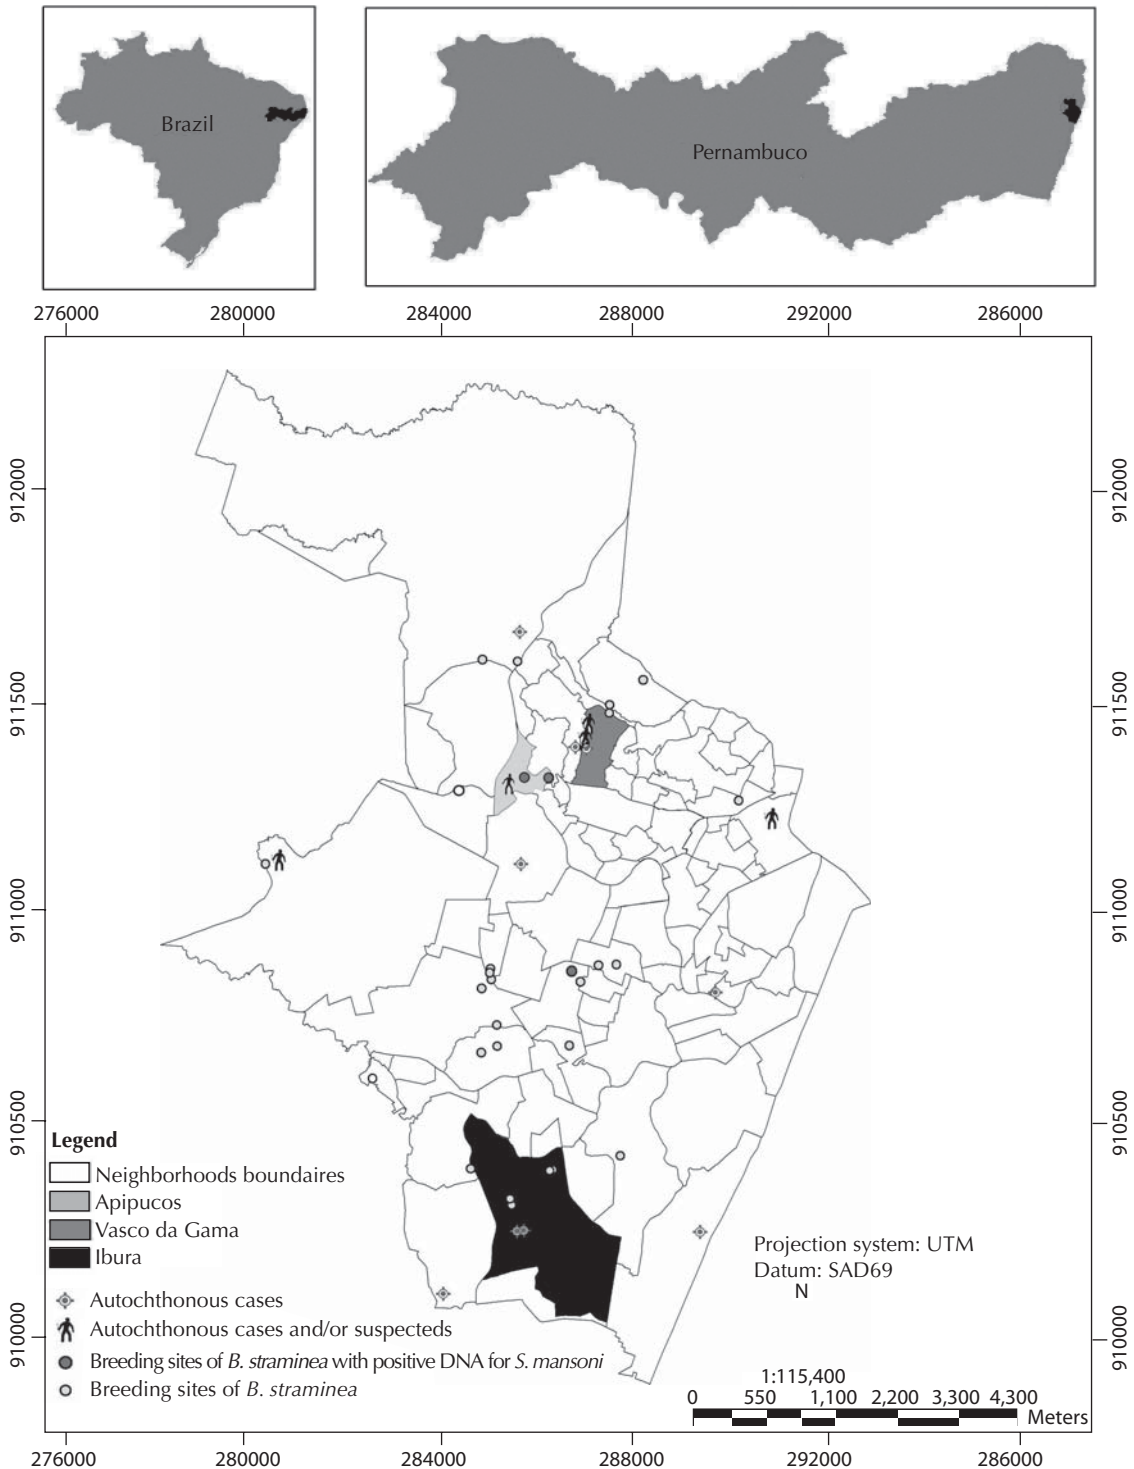 Brazil
Pernambuco
276000 280000 284000 288000 292000 286000
912000 912000
911500 911500
911000 911000
910500 910500
Legend
Neighborhoods boundaires
Apipucos
Vasco da Gama
Ibura
Autochthonous cases
Autochthonous cases and/or suspecteds
Breeding sites of B. straminea with positive DNA for S. mansoni
Breeding sites of B. straminea
Projection system: UTM
Datum: SAD69
N
910000 910000
1:115,400
0 550 1,100 2,200 3,300 4,300
Meters
276000 280000 284000 288000 292000 286000